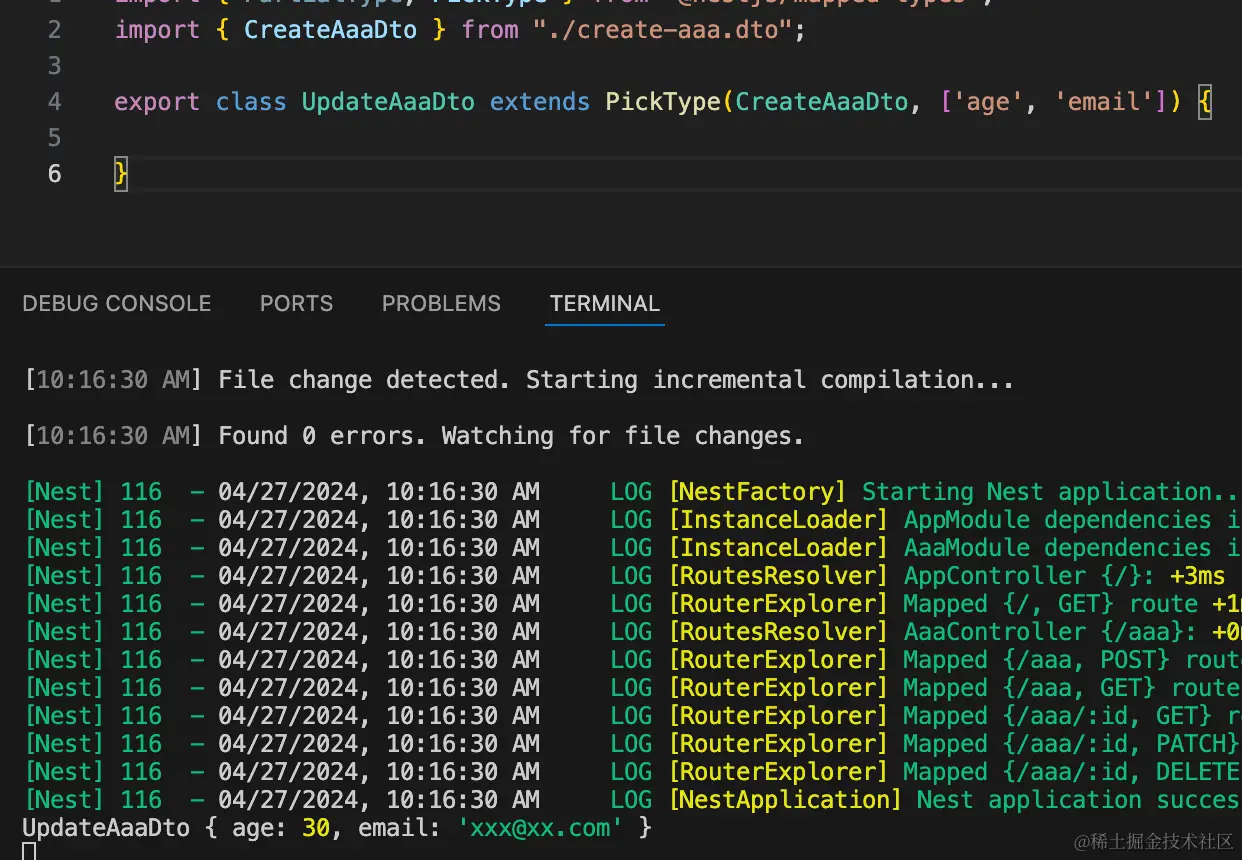 import { PartialType, PickType } from "@nestjs/mapped-types";
2 import { CreateAaaDto } from "./create-aaa.dto";
3
4 export class UpdateAaaDto extends PickType(CreateAaaDto, ['age', 'email']) {
5
6 }
DEBUG CONSOLE PORTS PROBLEMS TERMINAL
[10:16:30 AM] File change detected. Starting incremental compilation...
[10:16:30 AM] Found 0 errors. Watching for file changes.
[Nest] 116 - 04/27/2024, 10:16:30 AM LOG [NestFactory] Starting Nest application..
[Nest] 116 - 04/27/2024, 10:16:30 AM LOG [InstanceLoader] AppModule dependencies i
[Nest] 116 - 04/27/2024, 10:16:30 AM LOG [InstanceLoader] AaaModule dependencies i
[Nest] 116 - 04/27/2024, 10:16:30 AM LOG [RoutesResolver] AppController {/}: +3ms
[Nest] 116 - 04/27/2024, 10:16:30 AM LOG [RouterExplorer] Mapped {/, GET} route +1m
[Nest] 116 - 04/27/2024, 10:16:30 AM LOG [RoutesResolver] AaaController {/aaa}: +0m
[Nest] 116 - 04/27/2024, 10:16:30 AM LOG [RouterExplorer] Mapped {/aaa, POST} route
[Nest] 116 - 04/27/2024, 10:16:30 AM LOG [RouterExplorer] Mapped {/aaa, GET} route
[Nest] 116 - 04/27/2024, 10:16:30 AM LOG [RouterExplorer] Mapped {/aaa/:id, GET} r
[Nest] 116 - 04/27/2024, 10:16:30 AM LOG [RouterExplorer] Mapped {/aaa/:id, PATCH}
[Nest] 116 - 04/27/2024, 10:16:30 AM LOG [RouterExplorer] Mapped {/aaa/:id, DELETE
[Nest] 116 - 04/27/2024, 10:16:30 AM LOG [NestApplication] Nest application succes
UpdateAaaDto { age: 30, email: 'xxx@xx.com' }
@稀土掘金技术社区